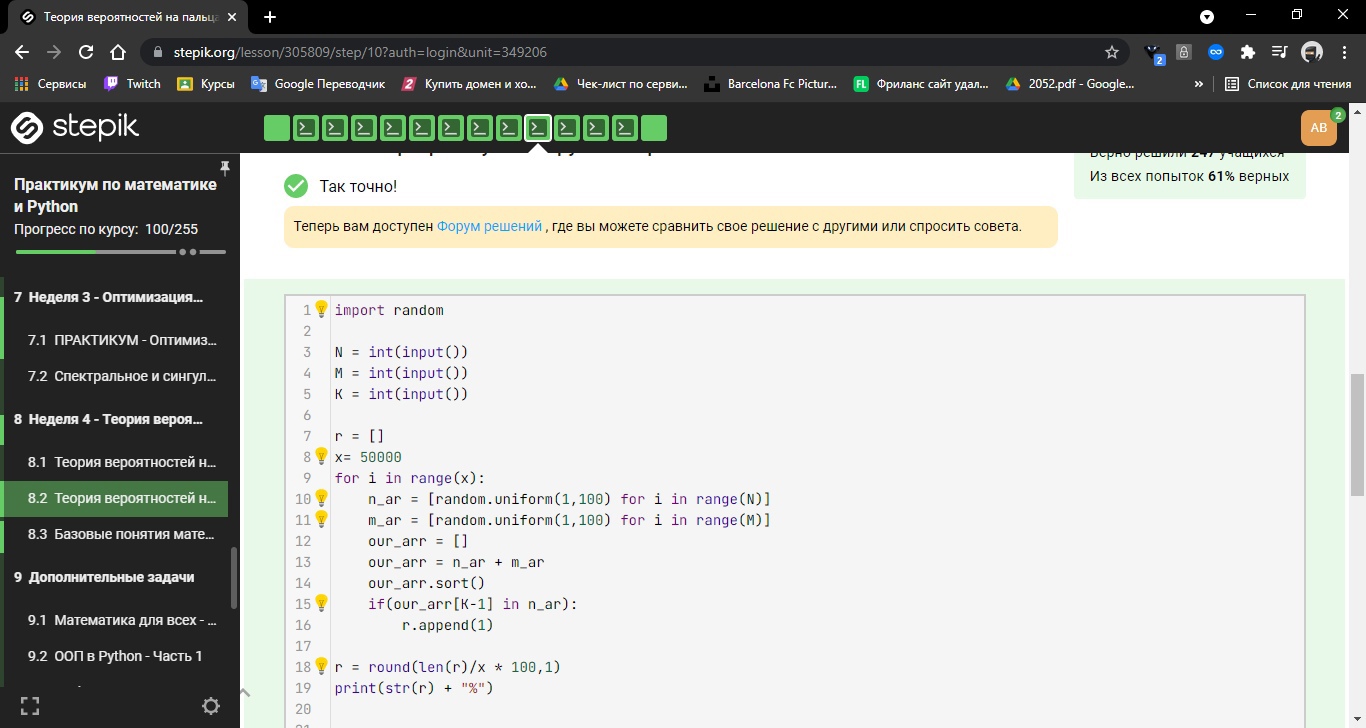 Теория вероятностей на пальца
stepik.org/lesson/305809/step/10?auth=login&unit=349206
2
Сервисы
Twitch
Курсы
Google Переводчик
Купить домен и хо...
Чек-лист по серви...
Barcelona Fc Pictur...
FL Фриланс сайт удал...
2052.pdf - Google...
»
Список для чтения
stepik
AB
2
Практикум по математике
и Python
Прогресс по курсу: 100/255
7 Неделя 3 - Оптимизация...
7.1 ПРАКТИКУМ - Оптимиз...
7.2 Спектральное и сингул...
8 Неделя 4 - Теория вероя...
8.1 Теория вероятностей н...
8.2 Теория вероятностей н...
8.3 Базовые понятия мате...
9 Дополнительные задачи
9.1 Математика для всех - ...
9.2 ООП в Python - Часть 1
Верно решили 247 учащихся
Из всех попыток 61% верных
Так точно!
Теперь вам доступен Форум решений , где вы можете сравнить свое решение с другими или спросить совета.
1 import random
2
3 N = int(input())
4 M = int(input())
5 K = int(input())
6
7 r = []
8 x= 50000
9 for i in range(x):
10 n_ar = [random.uniform(1,100) for i in range(N)]
11 m_ar = [random.uniform(1,100) for i in range(M)]
12 our_arr = []
13 our_arr = n_ar + m_ar
14 our_arr.sort()
15 if(our_arr[K-1] in n_ar):
16 r.append(1)
17
18 r = round(len(r)/x * 100,1)
19 print(str(r) + "%")
20